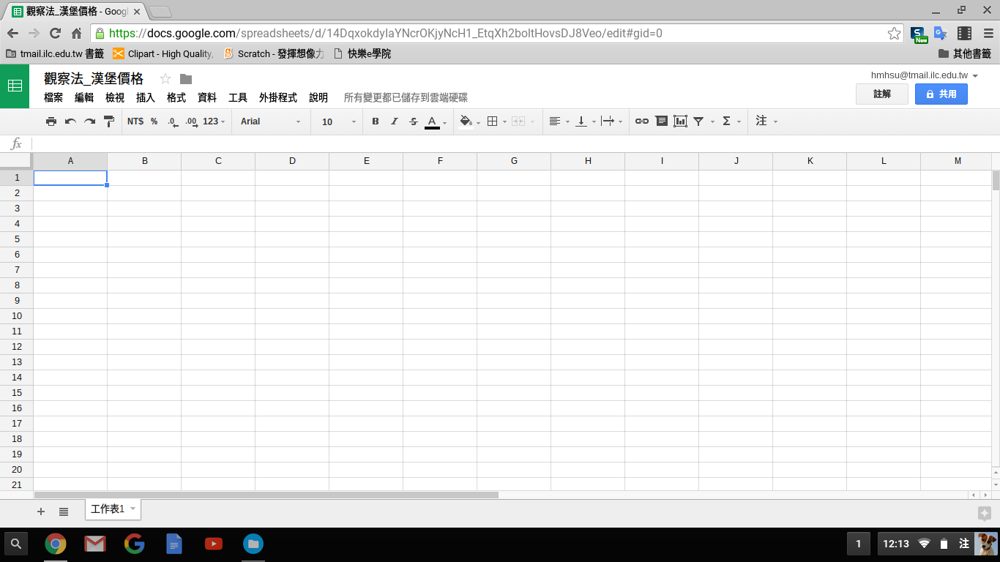 觀察法_漢堡價格 - Googl
https://docs.google.com/spreadsheets/d/14DqxokdyIaYNcrOKjyNcH1_EtqXh2boItHovsDJ8Veo/edit#gid=0
New
tmail.ilc.edu.tw 書籤 Clipart - High Quality, Scratch - 發揮想像力 快樂e學院 其他書籤
觀察法_漢堡價格
hmhsu@tmail.ilc.edu.tw
檔案 編輯 檢視 插入 格式 資料 工具 外掛程式 說明 所有變更都已儲存到雲端硬碟
註解 共用
NT$ % .0 .00 123 Arial 10 B I S A Σ 注
fx
A B C D E F G H I J K L M
1
2
3
4
5
6
7
8
9
10
11
12
13
14
15
16
17
18
19
20
21
工作表1
1 12:13 注